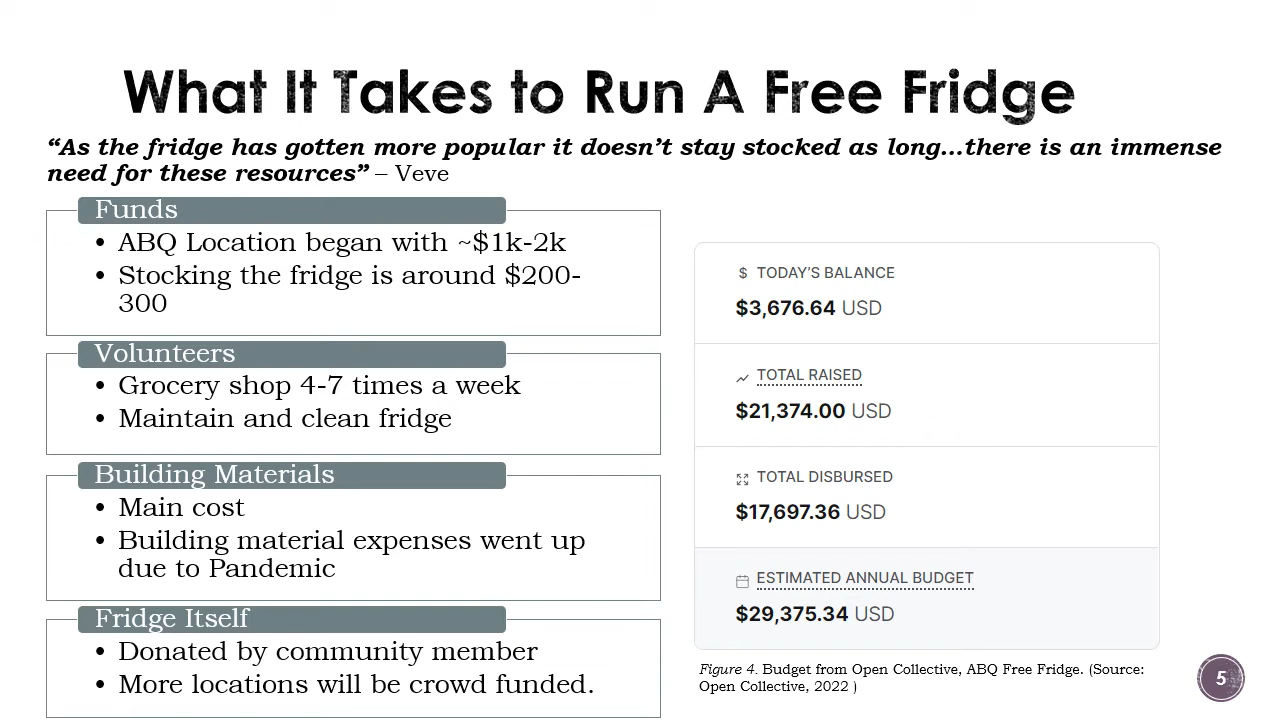 What It Takes to Run A Free Fridge
“As the fridge has gotten more popular it doesn’t stay stocked as long…there is an immense
need for these resources” – Veve
Funds
• ABQ Location began with ~$1k-2k
• Stocking the fridge is around $200-
300
Volunteers
• Grocery shop 4-7 times a week
• Maintain and clean fridge
Building Materials
• Main cost
• Building material expenses went up
due to Pandemic
Fridge Itself
• Donated by community member
• More locations will be crowd funded.
$ TODAY’S BALANCE
$3,676.64 USD
TOTAL RAISED
$21,374.00 USD
TOTAL DISBURSED
$17,697.36 USD
ESTIMATED ANNUAL BUDGET
$29,375.34 USD
Figure 4. Budget from Open Collective, ABQ Free Fridge. (Source:
Open Collective, 2022 )
5